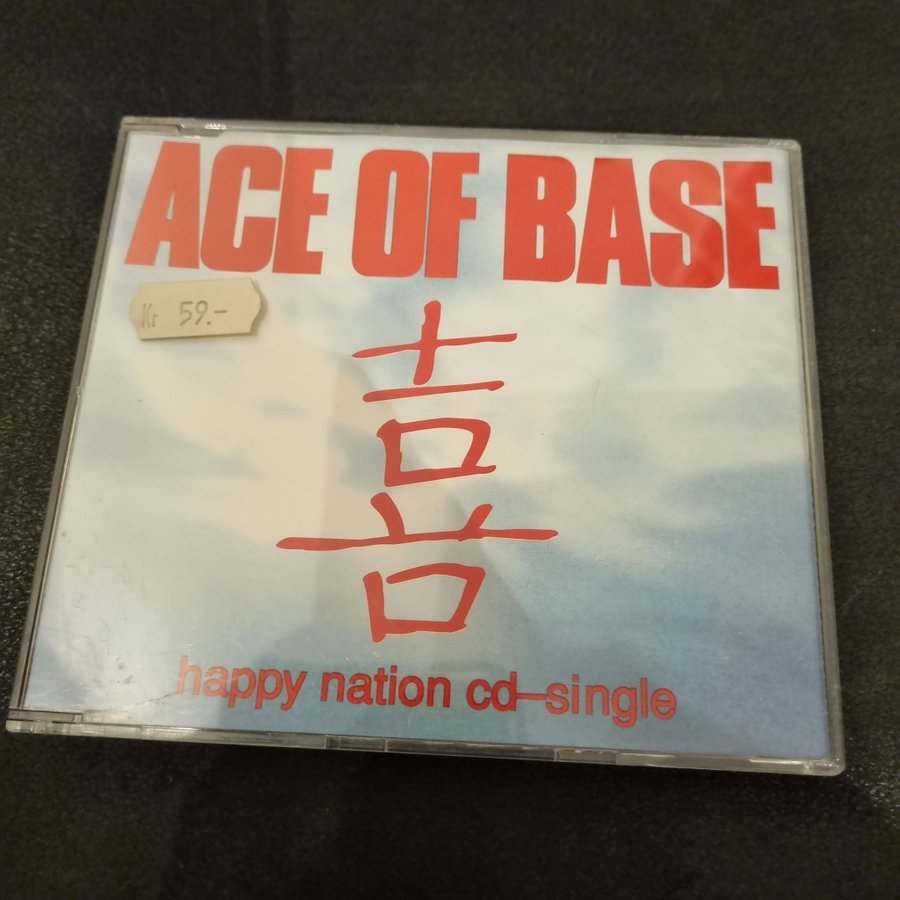 ACE OF BASE
Kr 59.-
喜
happy nation cd-single